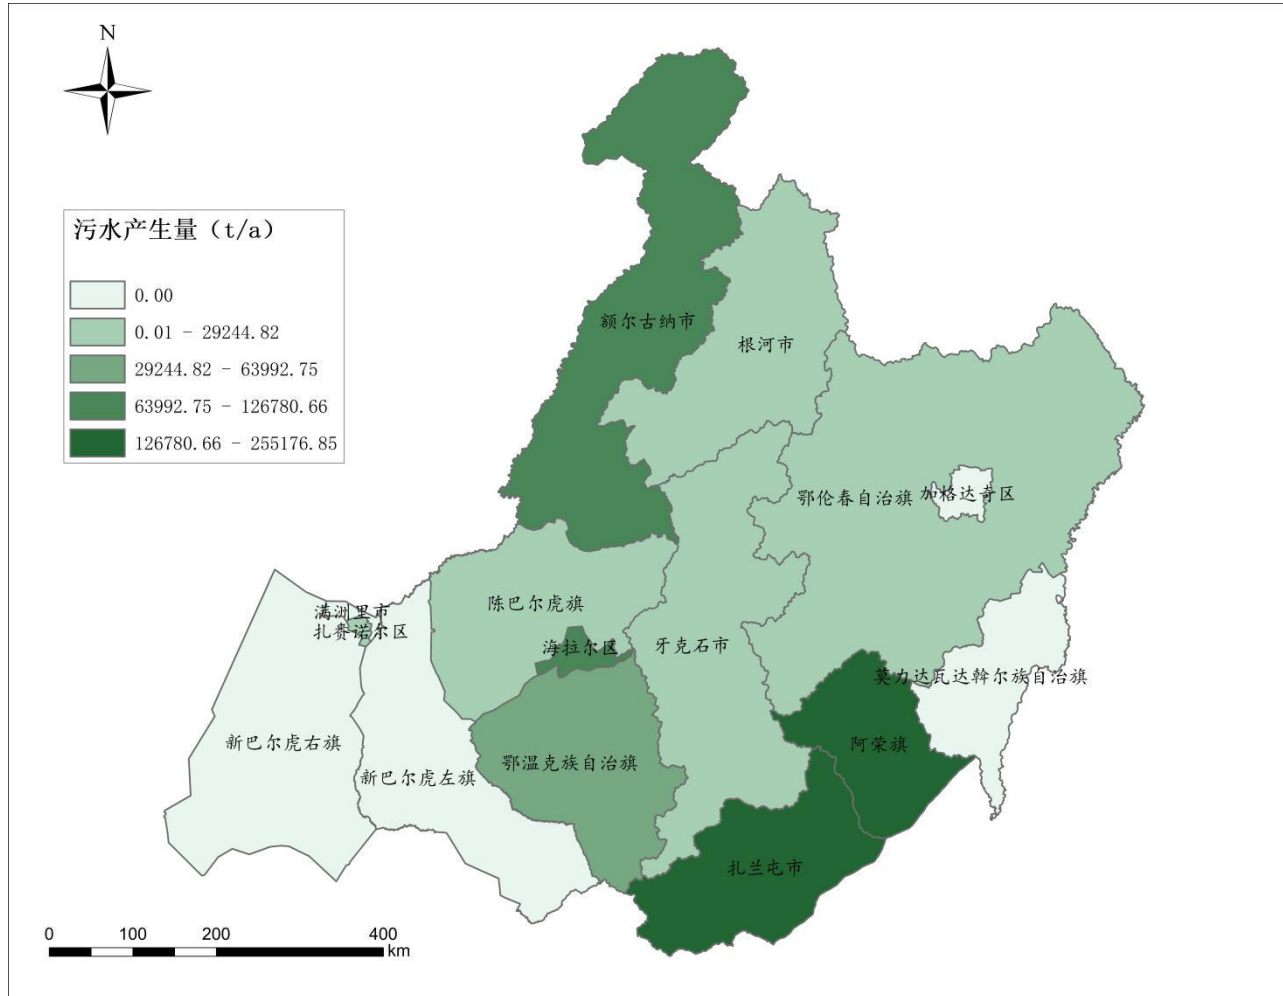 N
污水产生量（t/a）
0.00
0.01 - 29244.82
29244.82 - 63992.75
63992.75 - 126780.66
126780.66 - 255176.85
额尔古纳市
根河市
鄂伦春自治旗
加格达奇区
陈巴尔虎旗
满洲里市
扎赉诺尔区
海拉尔区
牙克石市
莫力达瓦达斡尔族自治旗
新巴尔虎右旗
新巴尔虎左旗
鄂温克族自治旗
阿荣旗
扎兰屯市
0 100 200 400
km